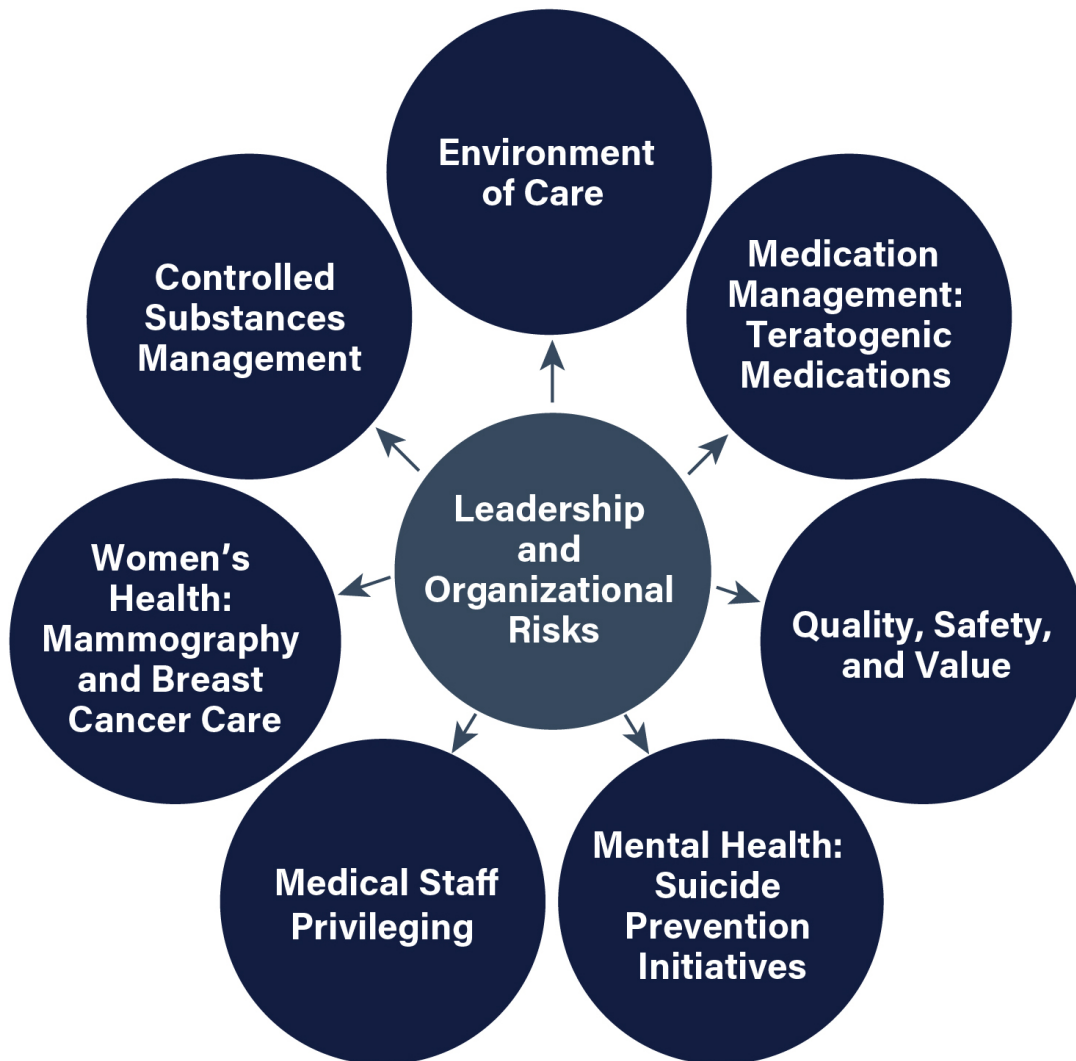 Environment
of Care
Medication
Management:
Teratogenic
Medications
Quality, Safety,
and Value
Mental Health:
Suicide
Prevention
Initiatives
Medical Staff
Privileging
Women’s
Health:
Mammography
and Breast
Cancer Care
Controlled
Substances
Management
Leadership
and
Organizational
Risks